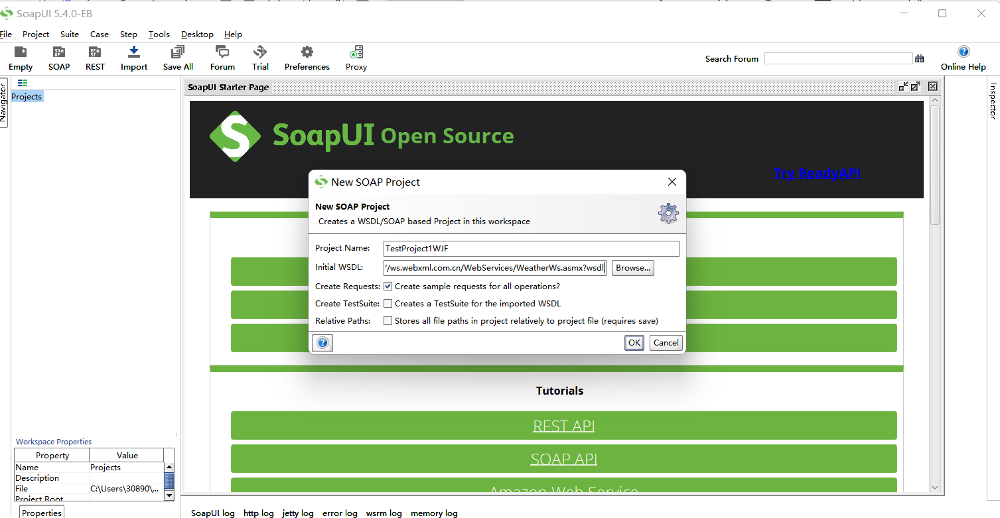 SoapUI 5.4.0-EB
File Project Suite Case Step Tools Desktop Help
Empty SOAP REST Import Save All Forum Trial Preferences Proxy Search Forum Online Help
Navigator
Projects
SoapUI Starter Page
Inspector
SoapUI Open Source
Try ReadyAPI
New SOAP Project
New SOAP Project
Creates a WSDL/SOAP based Project in this workspace
Project Name: TestProject1WJF
Initial WSDL: /ws.webxml.com.cn/WebServices/WeatherWs.asmx?wsdl Browse...
Create Requests: Create sample requests for all operations?
Create TestSuite: Creates a TestSuite for the imported WSDL
Relative Paths: Stores all file paths in project relatively to project file (requires save)
OK Cancel
Tutorials
REST API
SOAP API
Amazon Web Service
Workspace Properties
Property Value
Name Projects
Description
File C:\Users\30890\...
Project Root
Properties
SoapUI log http log jetty log error log wsrm log memory log